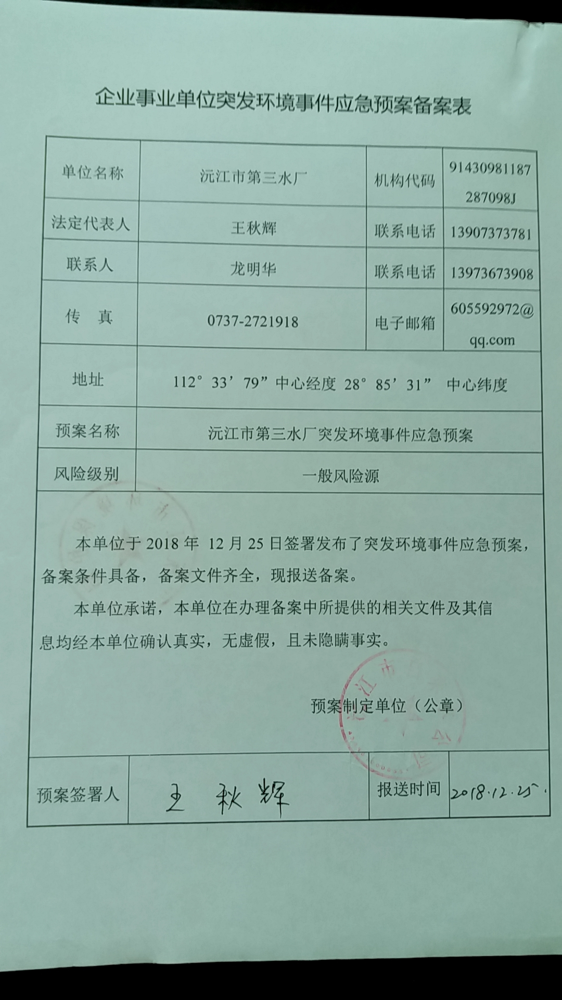 企业事业单位突发环境事件应急预案备案表
单位名称 沅江市第三水厂 机构代码 91430981187
287098J
法定代表人 王秋辉 联系电话 13907373781
联系人 龙明华 联系电话 13973673908
传 真 0737-2721918 电子邮箱 605592972@
qq.com
地址 112°33’79”中心经度 28°85’31” 中心纬度
预案名称 沅江市第三水厂突发环境事件应急预案
风险级别 一般风险源
本单位于 2018 年 12 月 25 日签署发布了突发环境事件应急预案，
备案条件具备，备案文件齐全，现报送备案。
本单位承诺，本单位在办理备案中所提供的相关文件及其信
息均经本单位确认真实，无虚假，且未隐瞒事实。
江市
预案制定单位（公章）
公司
预案签署人 王秋辉 报送时间 2018.12.25.